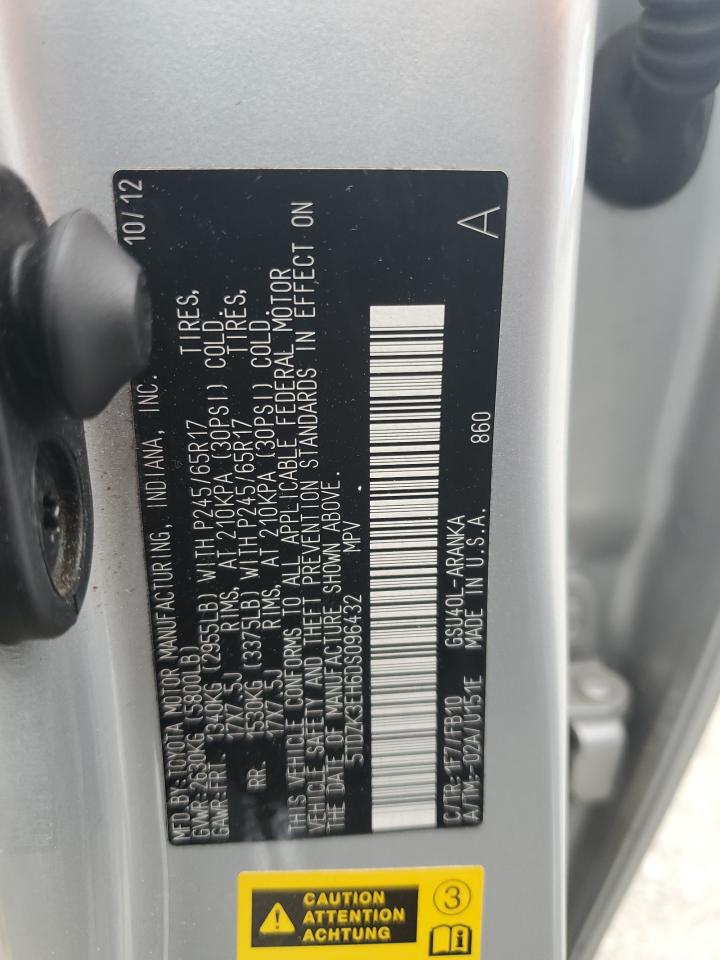 MFD.BY: TOYOTA MOTOR MANUFACTURING, INDIANA, INC. 10/12
GVWR:2630KG (5800LB)
GAWR:FRT. 1340KG (2955LB) WITH P245/65R17 TIRES,
17X7.5J RIMS, AT 210KPA (30PSI) COLD.
RR. 1530KG (3375LB) WITH P245/65R17 TIRES,
17X7.5J RIMS, AT 210KPA (30PSI) COLD.
THIS VEHICLE CONFORMS TO ALL APPLICABLE FEDERAL MOTOR
VEHICLE SAFETY AND THEFT PREVENTION STANDARDS IN EFFECT ON
THE DATE OF MANUFACTURE SHOWN ABOVE.
5TDZK3EH6DS096432 MPV
C/TR:1F7/FB10 GSU40L-ARANKA 860 A
A/TM:-02A/U151E MADE IN U.S.A.
CAUTION
ATTENTION
ACHTUNG
3